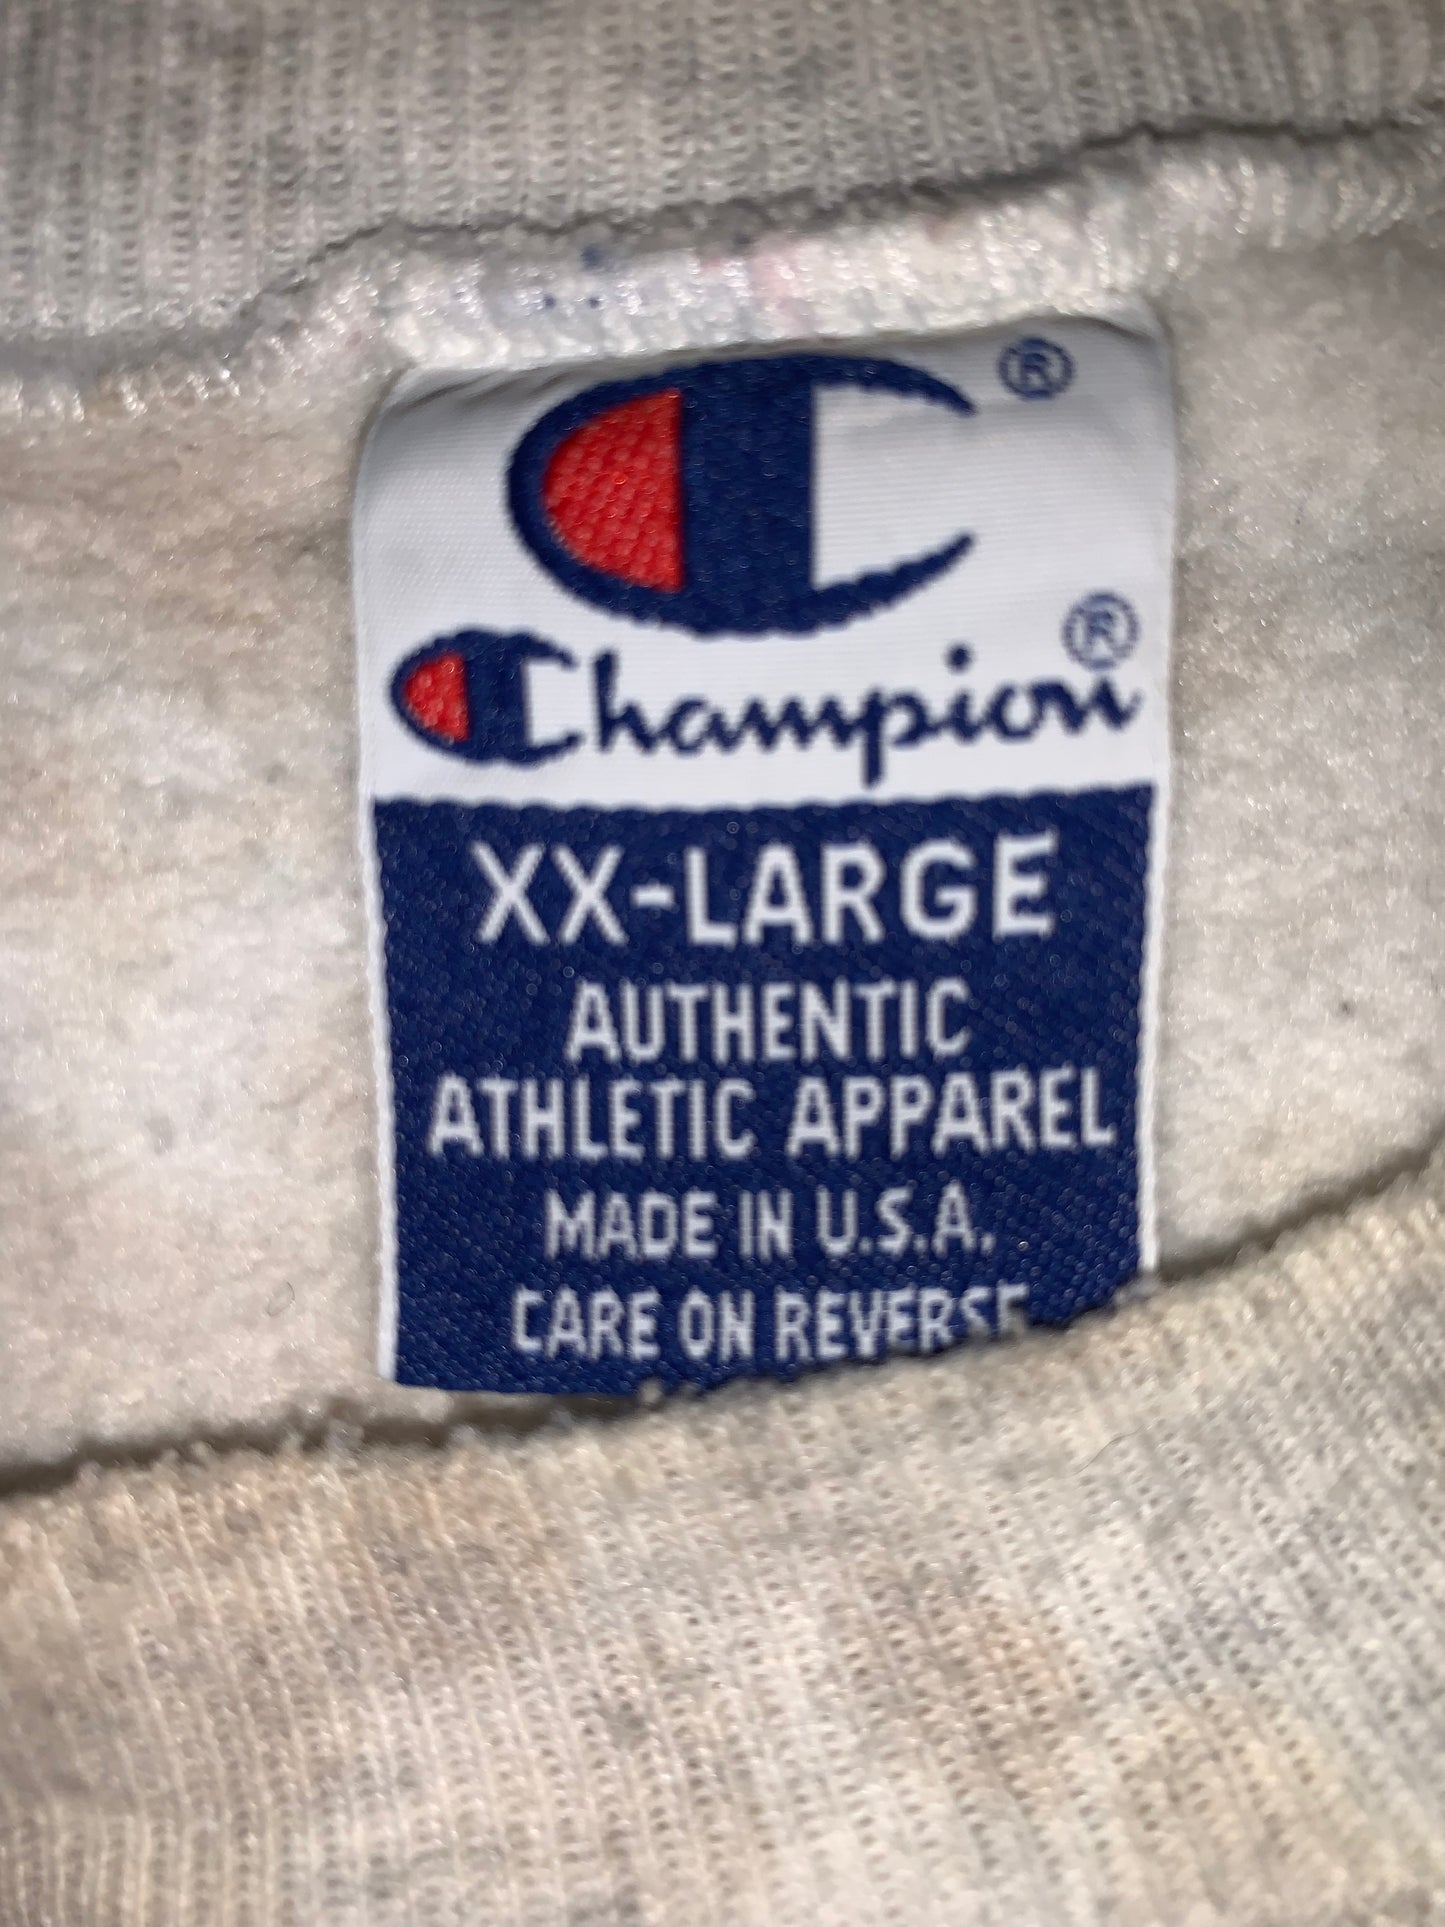 ®
Champion®
XX-LARGE
AUTHENTIC
ATHLETIC APPAREL
MADE IN U.S.A.
CARE ON REVERSE